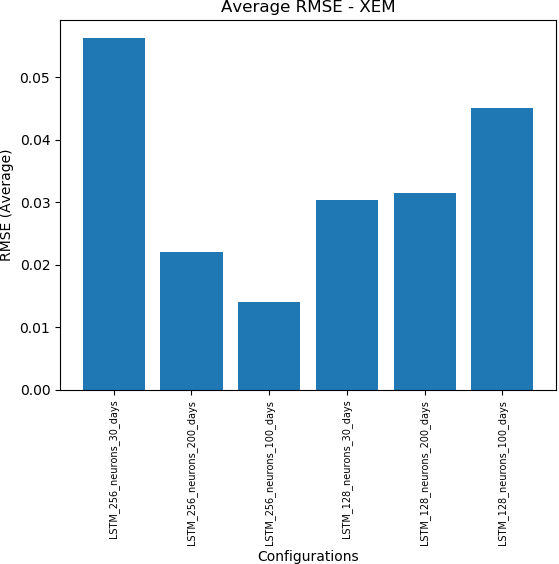 Average RMSE - XEM
RMSE (Average)
0.05
0.04
0.03
0.02
0.01
0.00
LSTM_256_neurons_30_days
LSTM_256_neurons_200_days
LSTM_256_neurons_100_days
LSTM_128_neurons_30_days
LSTM_128_neurons_200_days
LSTM_128_neurons_100_days
Configurations